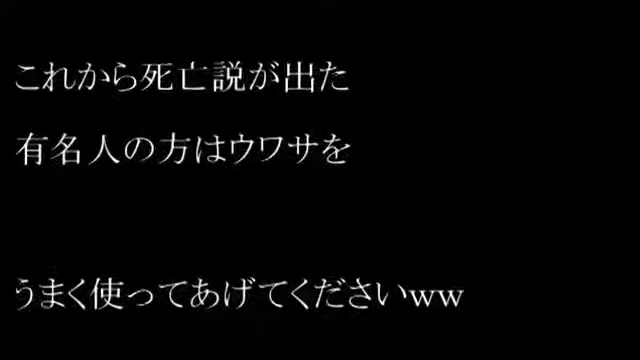 これから死亡説が出た
有名人の方はウワサを
うまく使ってあげてくださいww